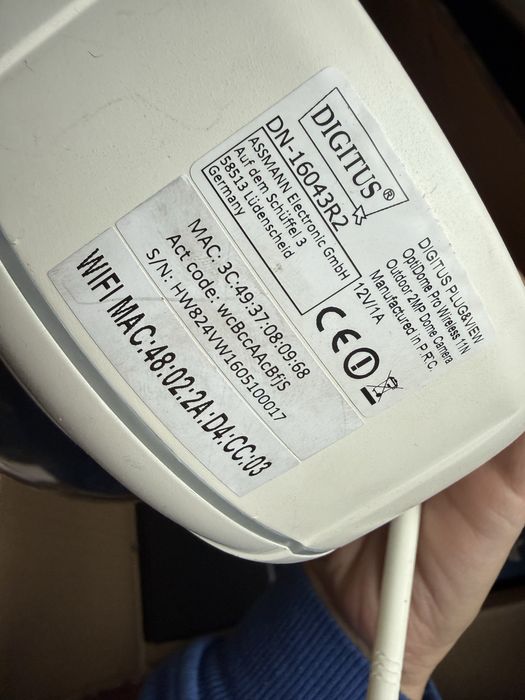 DIGITUS®
DN-16043R2
ASSMANN Electronic GmbH
Auf dem Schüffel 3
58513 Lüdenscheid
Germany
DIGITUS PLUG&VIEW
OptiDome Pro Wireless 11N
Outdoor 2MP Dome Camera
Manufactured in P.R.C.
12V/1A
CE
MAC: 3C:49:37:08:09:68
Act code: wcBccAAcBfjS
S/N: HW824VW1605100017
WIFI MAC:48:02:2A:D4:CC:03